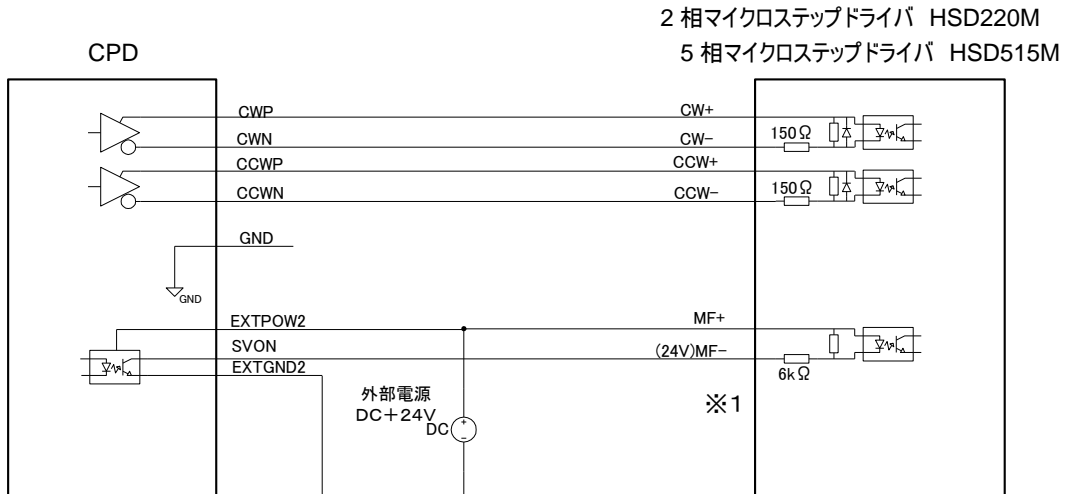 2 相マイクロステップドライバ HSD220M
CPD
5 相マイクロステップドライバ HSD515M
CWP CW+
CWN CW− 150Ω
CCWP CCW+
CCWN CCW− 150Ω
GND
GND
EXTPOW2 MF+
SVON (24V)MF−
EXTGND2 6kΩ
外部電源 ※1
DC+24V
DC
+
−